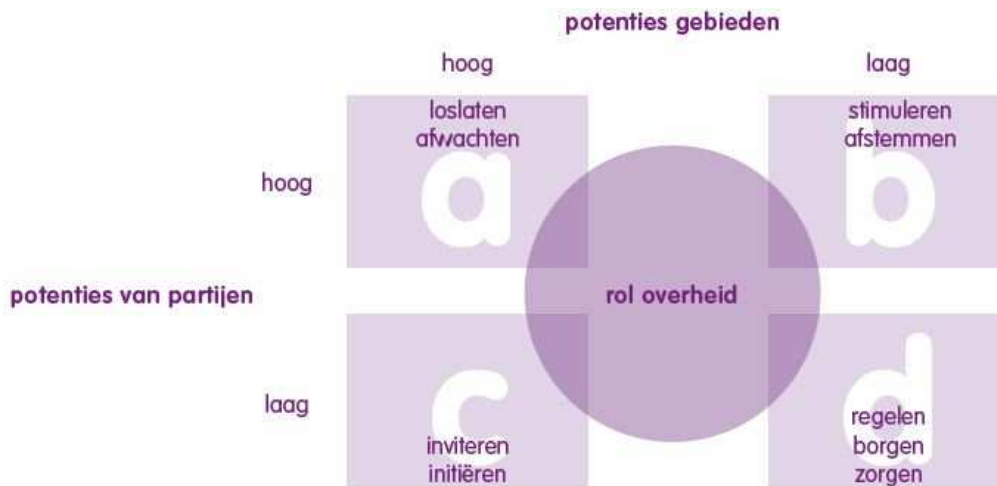 potenties gebieden
hoog
laag
loslaten
afwachten
a
stimuleren
afstemmen
b
hoog
potenties van partijen
rol overheid
laag
c
inviteren
initiëren
d
regelen
borgen
zorgen